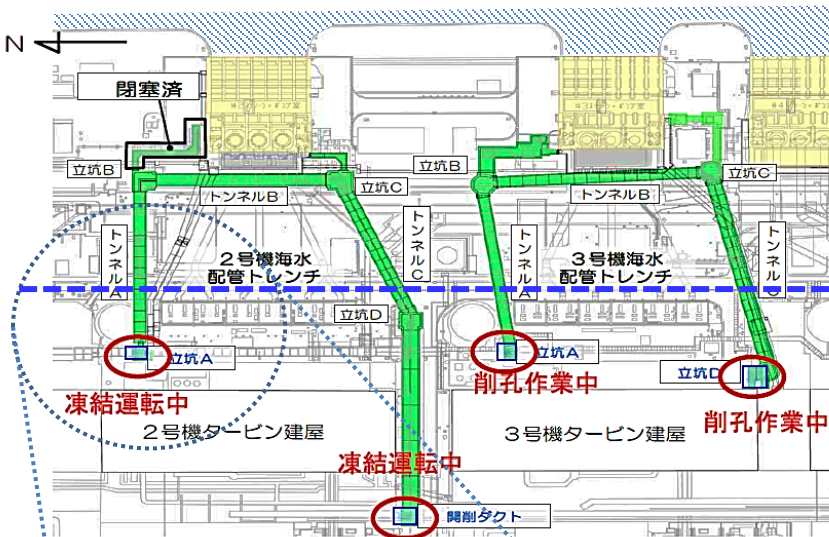 N
閉塞済
立坑B
トンネルB
立坑C
立坑B
トンネルB
立坑C
トンネルA
2号機海水
配管トレンチ
トンネルC
トンネルA
3号機海水
配管トレンチ
トンネルC
立坑D
立坑A
立坑A
立坑D
凍結運転中
削孔作業中
削孔作業中
2号機タービン建屋
3号機タービン建屋
凍結運転中
開削ダクト